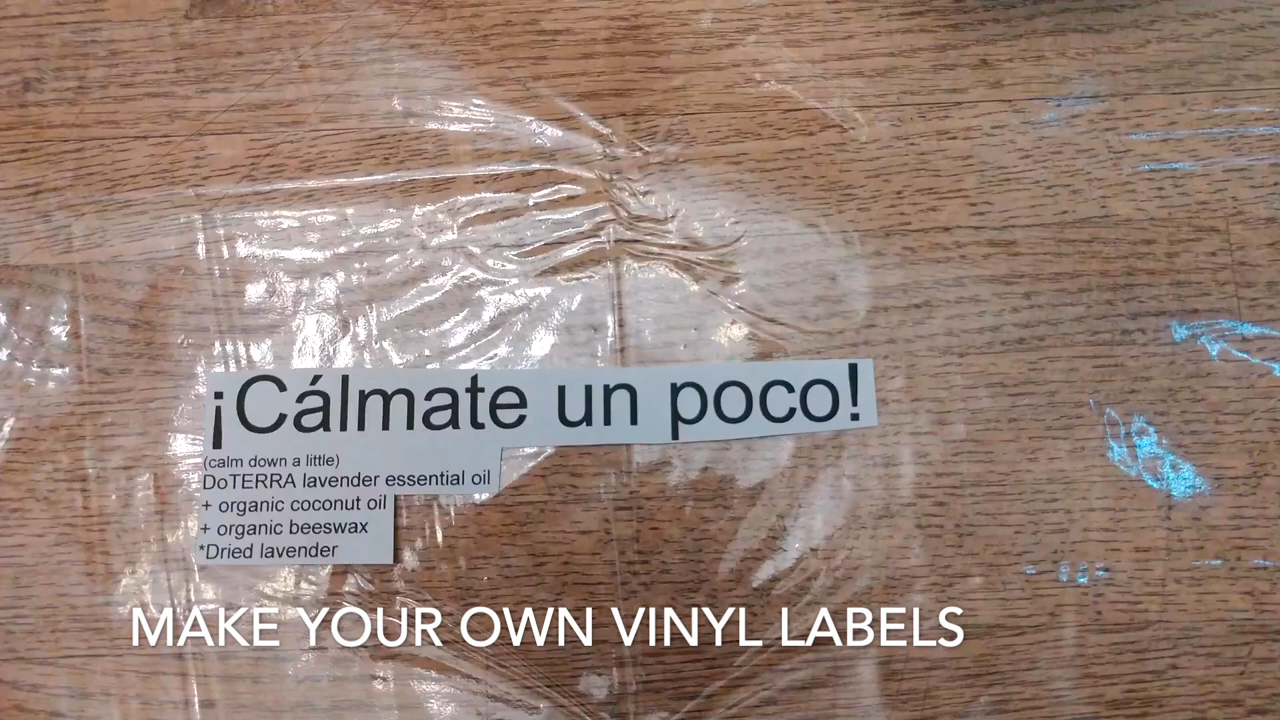 ¡Cálmate un poco!
(calm down a little)
DoTERRA lavender essential oil
+ organic coconut oil
+ organic beeswax
*Dried lavender
MAKE YOUR OWN VINYL LABELS